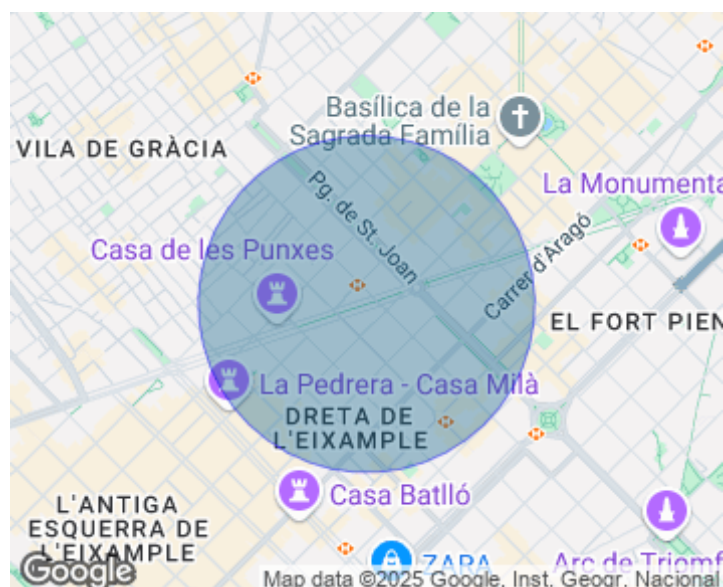 Basílica de la
Sagrada Família
VILA DE GRÀCIA
La Monumenta
Pg. de St. Joan
Casa de les Punxes
Carrer d'Aragó
EL FORT PIEN
La Pedrera - Casa Milà
DRETA DE
L'EIXAMPLE
Casa Batlló
L'ANTIGA
ESQUERRA DE
L'EIXAMPLE
ZARA
Arc de Triomf
Google
Map data ©2025 Google, Inst. Geogr. Nacional